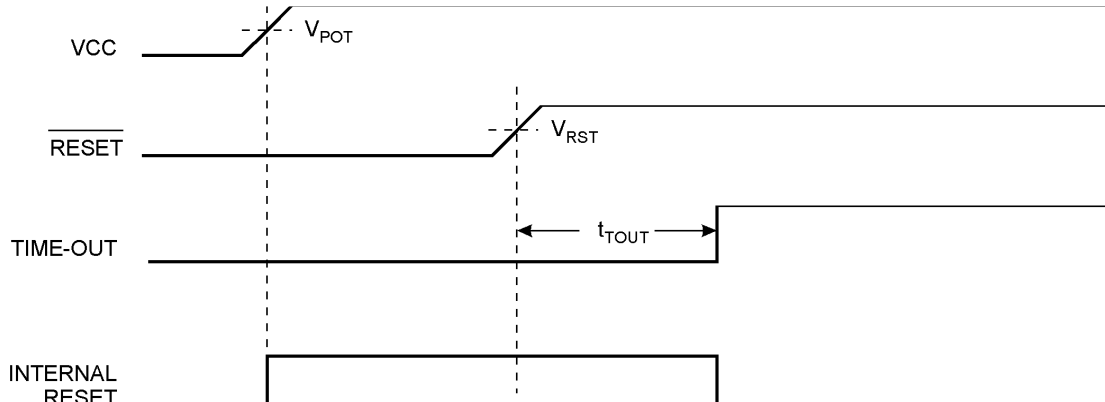 VCC
VPOT
RESET
VRST
TIME-OUT
tTOUT
INTERNAL
RESET